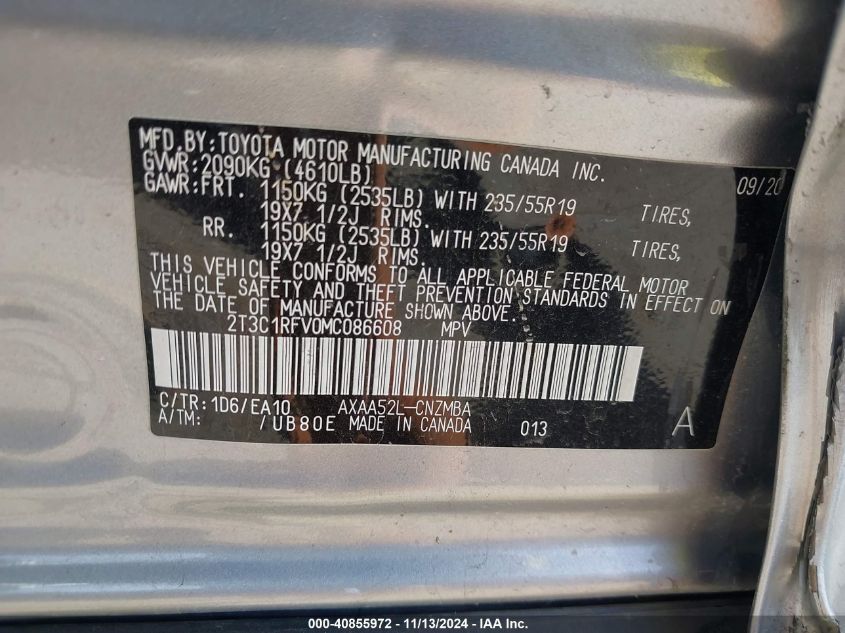 MFD.BY:TOYOTA MOTOR MANUFACTURING CANADA INC.
GVWR:2090KG (4610LB) 09/20
GAWR:FRT. 1150KG (2535LB) WITH 235/55R19 TIRES,
19X7 1/2J RIMS.
RR. 1150KG (2535LB) WITH 235/55R19 TIRES,
19X7 1/2J RIMS.
THIS VEHICLE CONFORMS TO ALL APPLICABLE FEDERAL MOTOR
VEHICLE SAFETY AND THEFT PREVENTION STANDARDS IN EFFECT ON
THE DATE OF MANUFACTURE SHOWN ABOVE.
2T3C1RFV0MC086608 MPV
C/TR:1D6/EA10 AXAA52L-CNZMBA
A/TM: /UB80E MADE IN CANADA 013 A
000-40855972 - 11/13/2024 - IAA Inc.